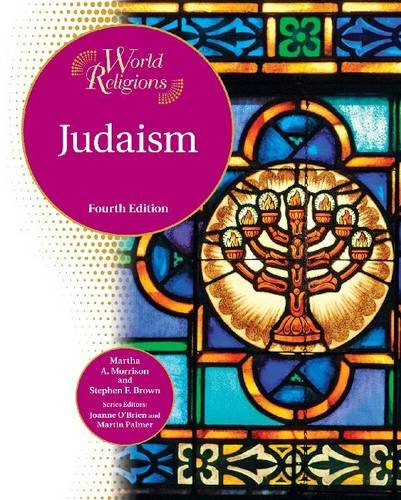 World
Religions
Judaism
Fourth Edition
Martha
A. Morrison
and
Stephen F. Brown
Series Editors:
Joanne O'Brien and
Martin Palmer